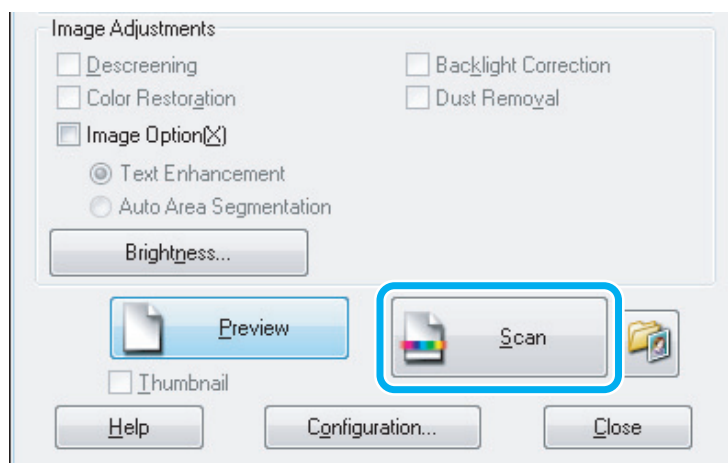 Image Adjustments
Descreening
Backlight Correction
Color Restoration
Dust Removal
Image Option(X)
Text Enhancement
Auto Area Segmentation
Brightness...
Preview
Scan
Thumbnail
Help
Configuration...
Close